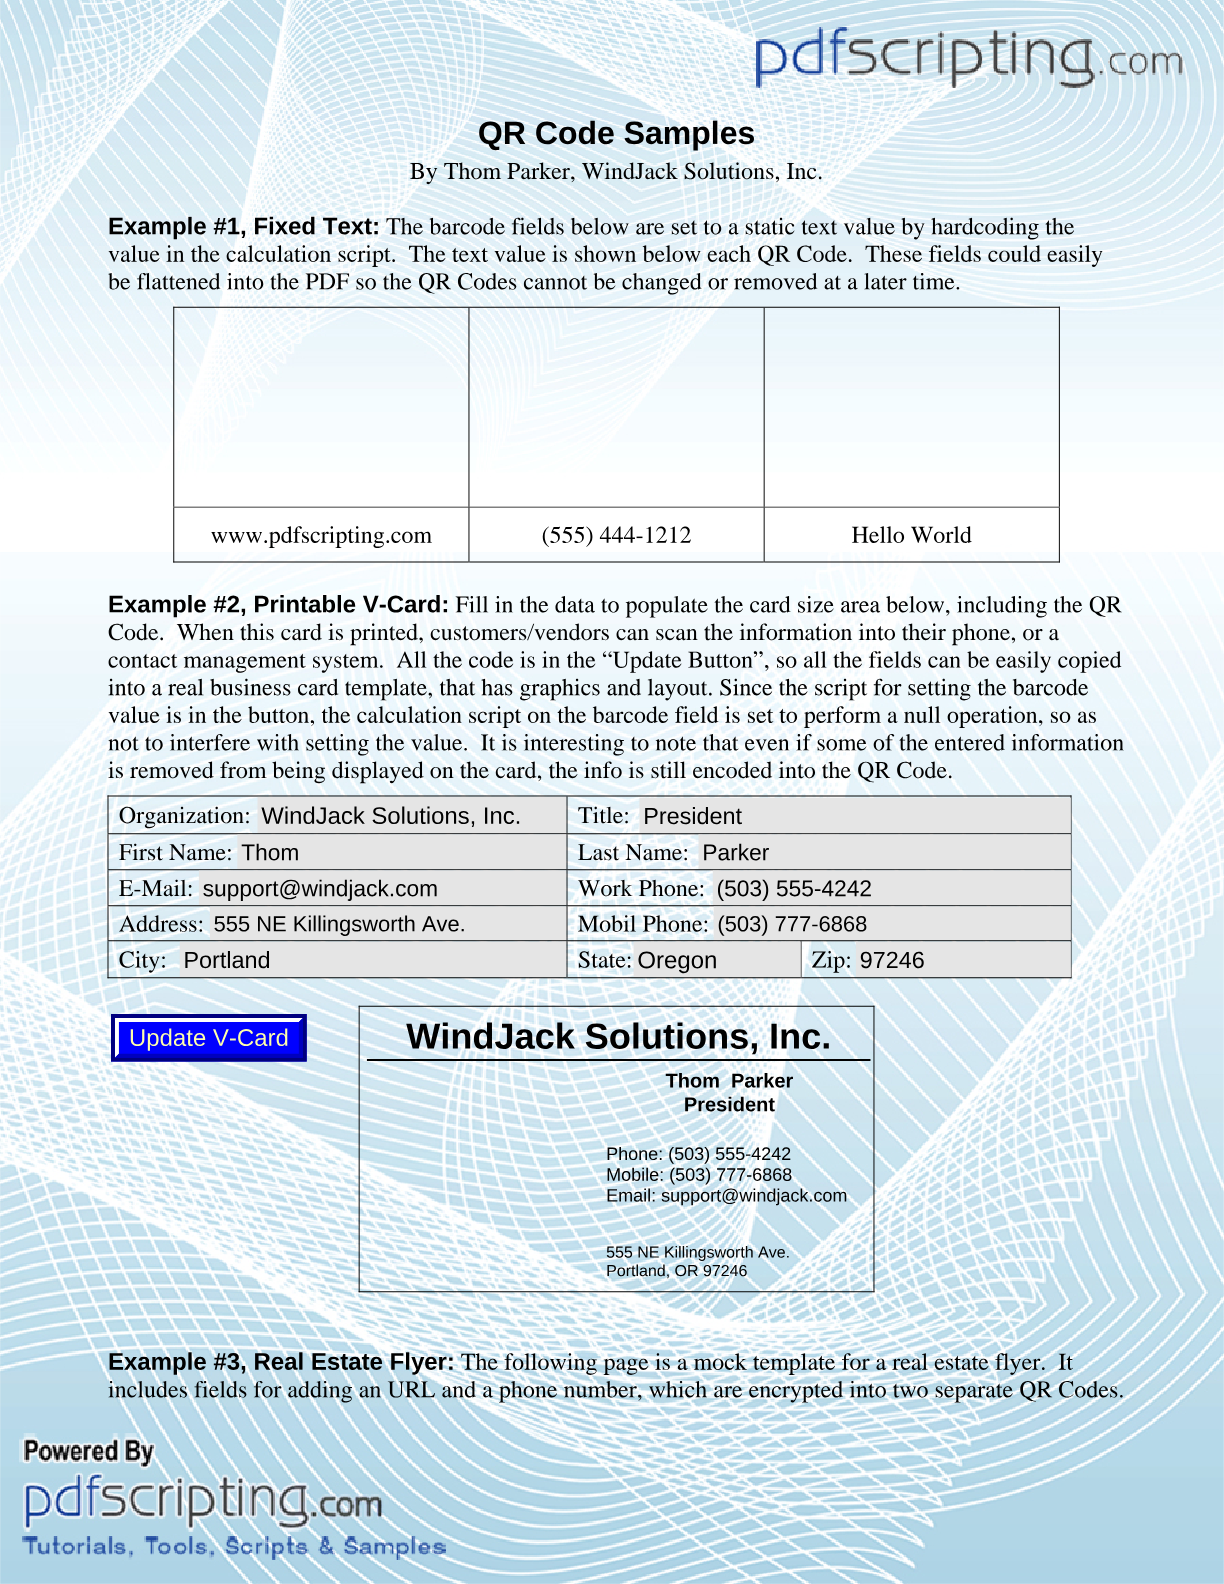 pdfscripting.com
QR Code Samples
By Thom Parker, WindJack Solutions, Inc.
Example #1, Fixed Text: The barcode fields below are set to a static text value by hardcoding the
value in the calculation script.  The text value is shown below each QR Code.  These fields could easily
be flattened into the PDF so the QR Codes cannot be changed or removed at a later time.
www.pdfscripting.com (555) 444-1212 Hello World
Example #2, Printable V-Card: Fill in the data to populate the card size area below, including the QR
Code.  When this card is printed, customers/vendors can scan the information into their phone, or a
contact management system.  All the code is in the “Update Button”, so all the fields can be easily copied
into a real business card template, that has graphics and layout. Since the script for setting the barcode
value is in the button, the calculation script on the barcode field is set to perform a null operation, so as
not to interfere with setting the value.  It is interesting to note that even if some of the entered information
is removed from being displayed on the card, the info is still encoded into the QR Code.
Organization: WindJack Solutions, Inc. Title: President
First Name: Thom Last Name: Parker
E-Mail: support@windjack.com Work Phone: (503) 555-4242
Address: 555 NE Killingsworth Ave. Mobil Phone: (503) 777-6868
City: Portland State: Oregon Zip: 97246
Update V-Card
WindJack Solutions, Inc.
Thom  Parker
President
Phone: (503) 555-4242
Mobile: (503) 777-6868
Email: support@windjack.com
555 NE Killingsworth Ave.
Portland, OR 97246
Example #3, Real Estate Flyer: The following page is a mock template for a real estate flyer.  It
includes fields for adding an URL and a phone number, which are encrypted into two separate QR Codes.
Powered By
pdfscripting.com
Tutorials, Tools, Scripts & Samples